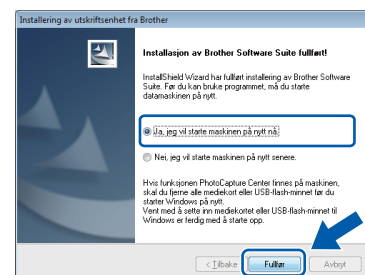 Installering av utskriftsenhet fra Brother
Installasjon av Brother Software Suite fullført!
InstallShield Wizard har fullført installering av Brother Software
Suite. Før du kan bruke programmet, må du starte
datamaskinen på nytt.
Ja, jeg vil starte maskinen på nytt nå.
Nei, jeg vil starte maskinen på nytt senere.
Hvis funksjonen PhotoCapture Center finnes på maskinen,
skal du fjerne alle mediekortet eller USB-flash-minnet før du
starter Windows på nytt.
Vent med å sette inn mediekortet eller USB-flash-minnet til
Windows er ferdig med å starte opp.
< Tilbake
Fullfør
Avbryt